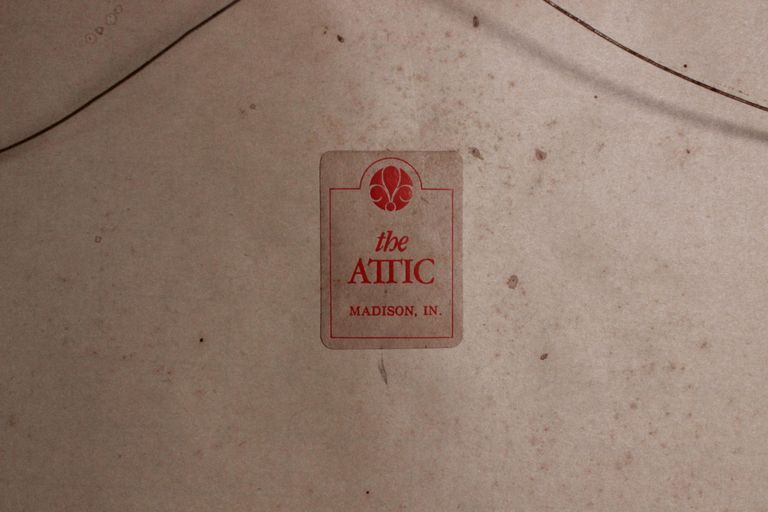 the
ATTIC
MADISON, IN.